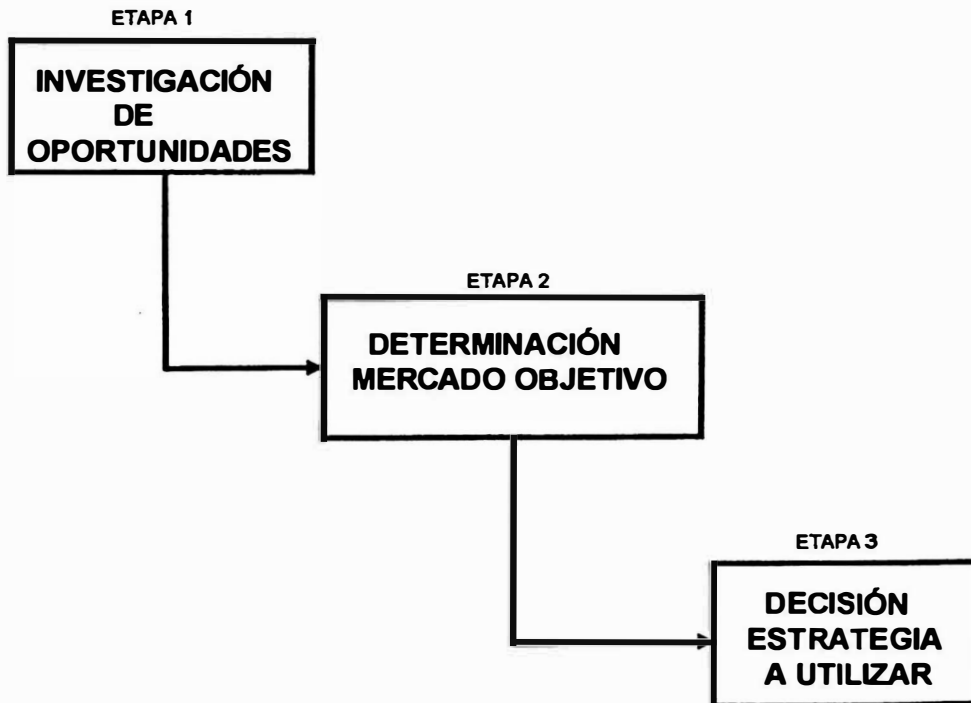 ETAPA 1
INVESTIGACIÓN
DE
OPORTUNIDADES
ETAPA 2
DETERMINACIÓN
MERCADO OBJETIVO
ETAPA 3
DECISIÓN
ESTRATEGIA
A UTILIZAR